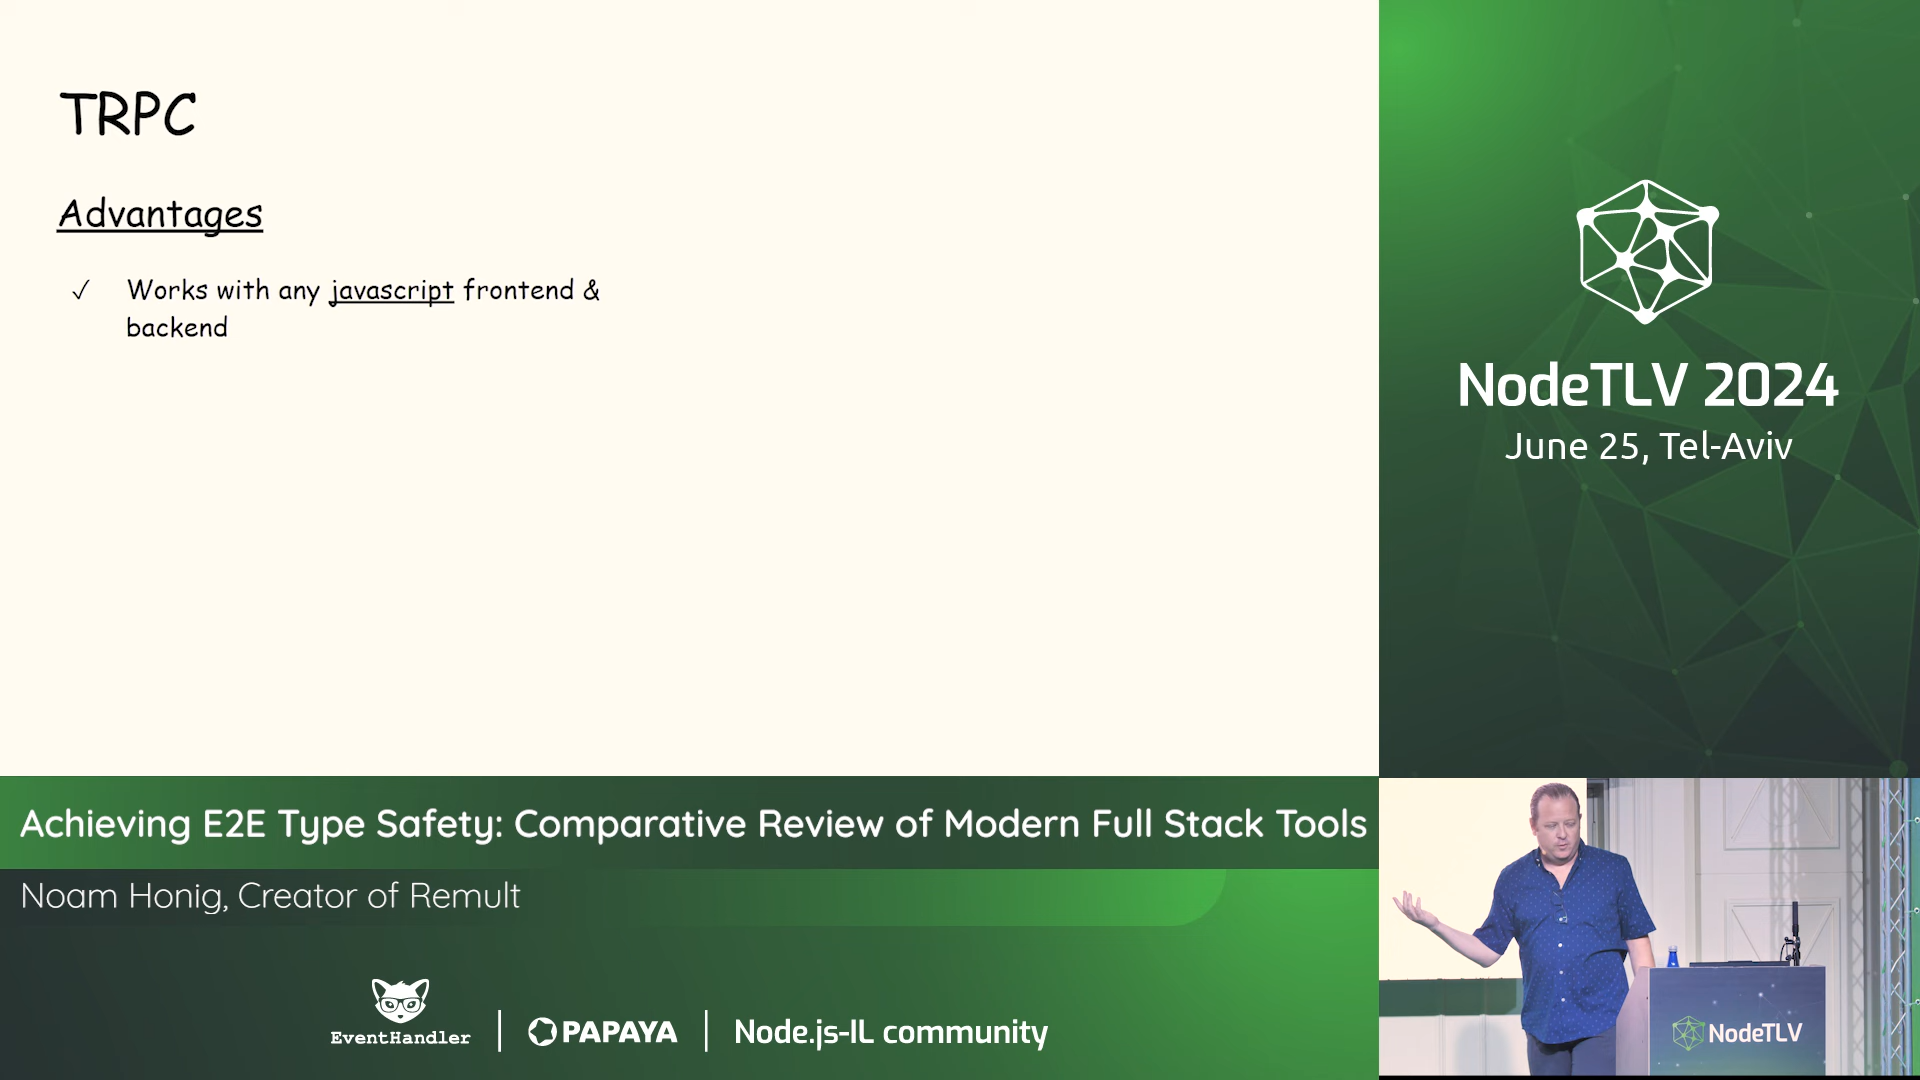 TRPC
Advantages
✓ Works with any javascript frontend &
backend
NodeTLV 2024
June 25, Tel-Aviv
Achieving E2E Type Safety: Comparative Review of Modern Full Stack Tools
Noam Honig, Creator of Remult
EventHandler
PAPAYA
Node.js-IL community
NodeTLV